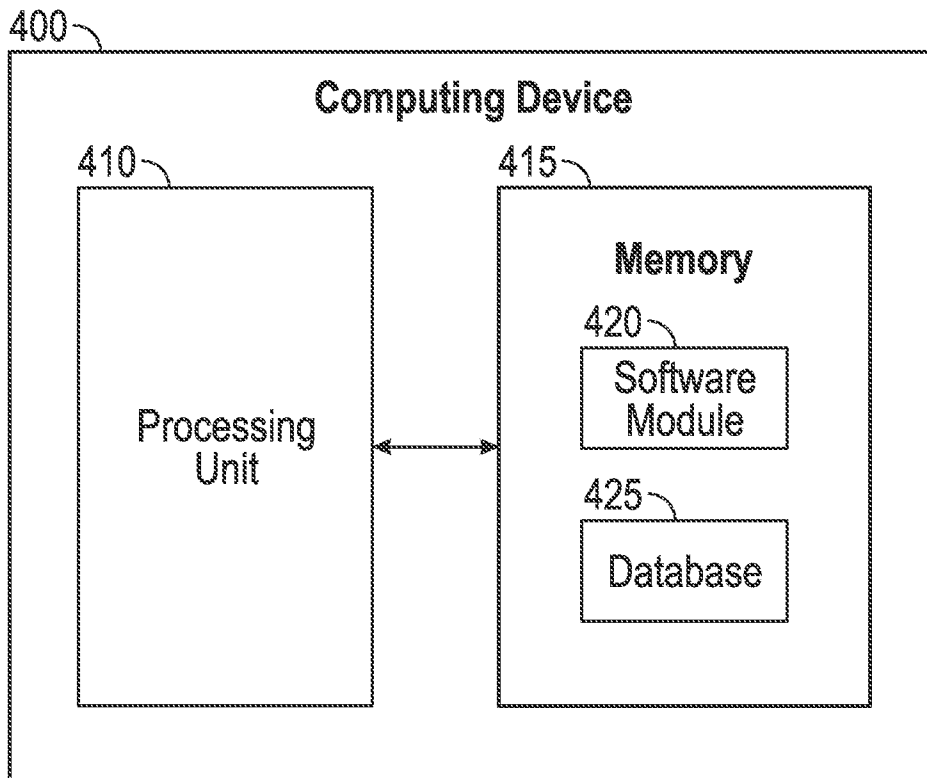 400
Computing Device
410
415
Processing
Unit
Memory
420
Software
Module
425
Database